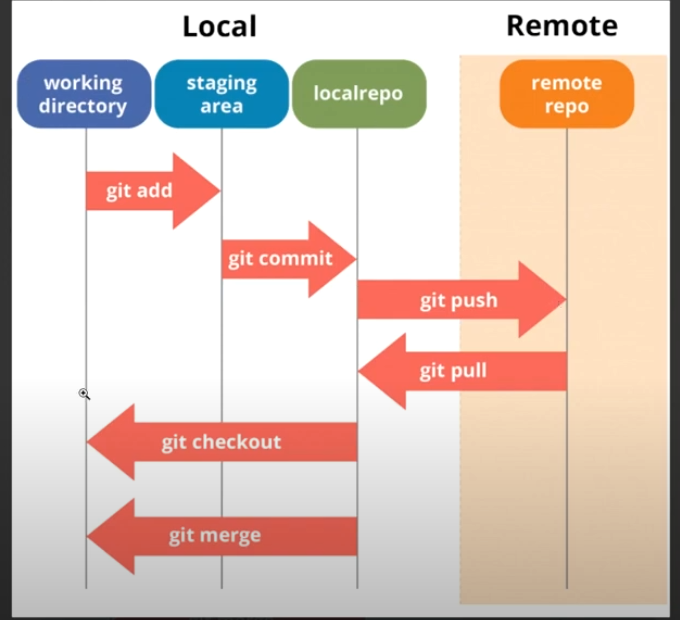 Local
Remote
working
directory
staging
area
localrepo
remote
repo
git add
git commit
git push
git pull
git checkout
git merge